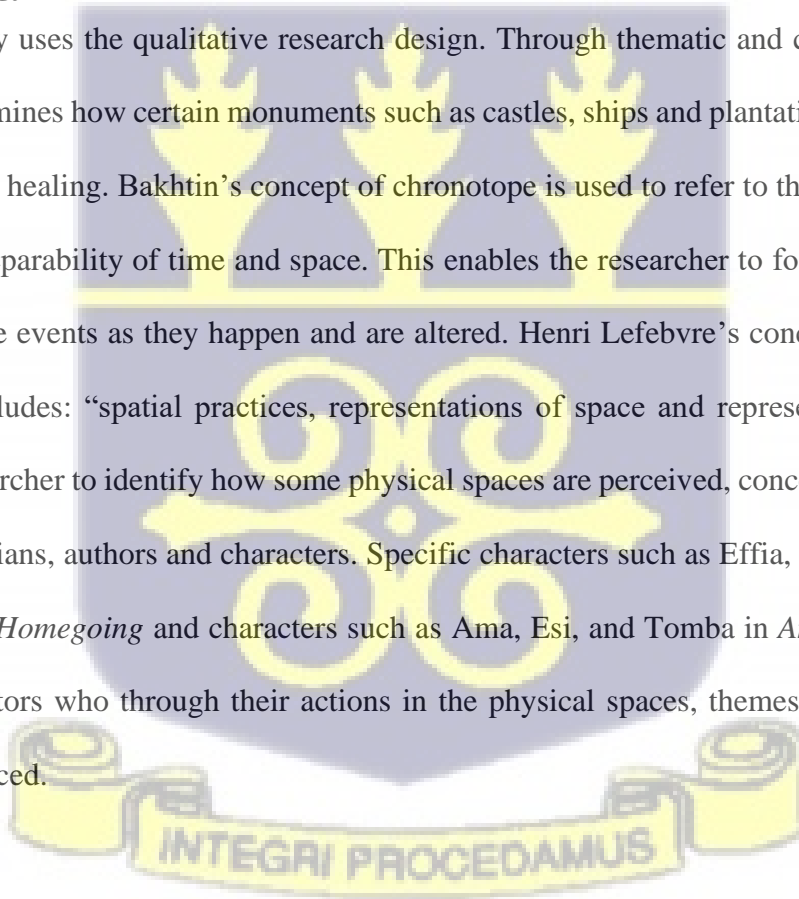 y uses the qualitative research design. Through thematic and c
mines how certain monuments such as castles, ships and plantati
healing. Bakhtin’s concept of chronotope is used to refer to th
parability of time and space. This enables the researcher to fo
e events as they happen and are altered. Henri Lefebvre’s conc
ludes: “spatial practices, representations of space and represe
rcher to identify how some physical spaces are perceived, conc
ians, authors and characters. Specific characters such as Effia,
Homegoing and characters such as Ama, Esi, and Tomba in A
tors who through their actions in the physical spaces, themes
ced.
INTEGRI PROCEDAMUS